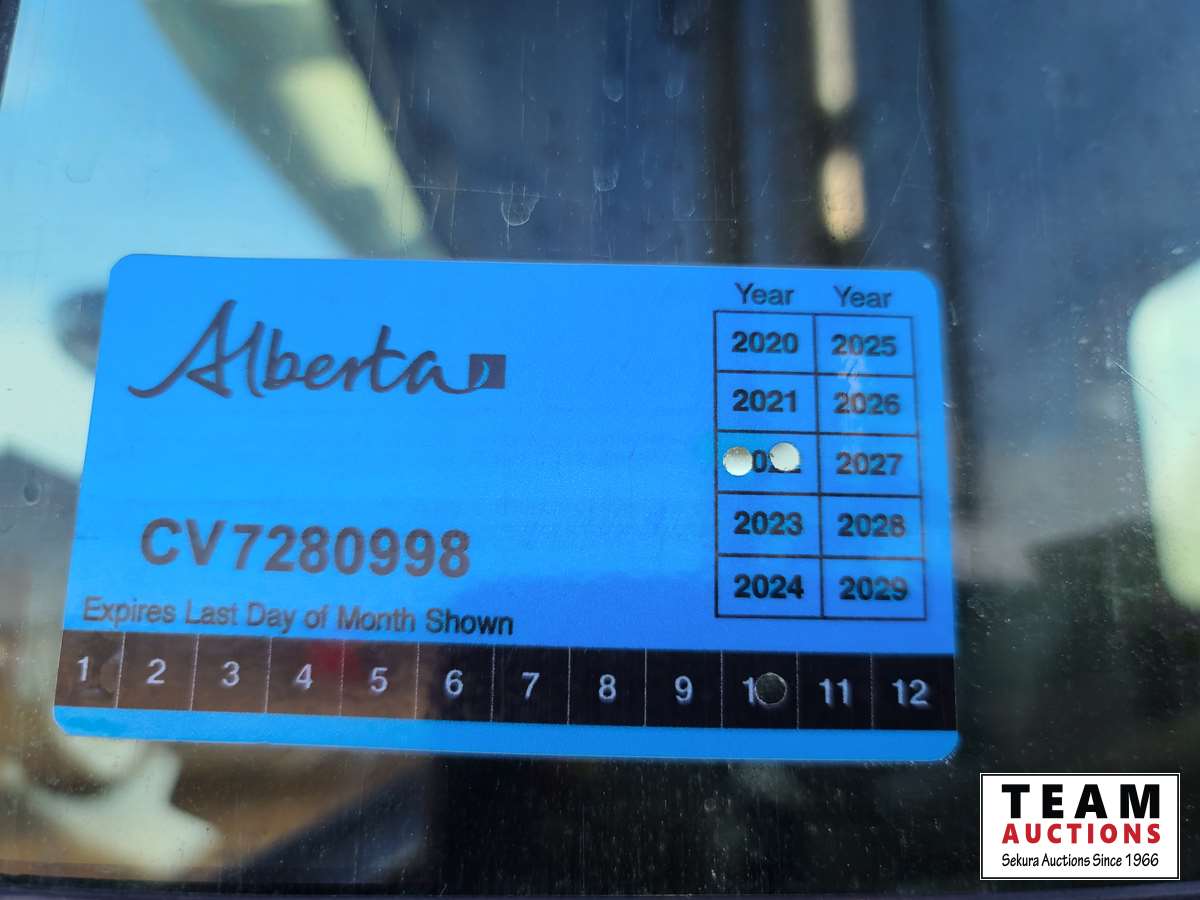 Alberta
CV7280998
Expires Last Day of Month Shown
Year Year
2020 2025
2021 2026
2027
2023 2028
2024 2029
1 2 3 4 5 6 7 8 9 11 12
TEAM
AUCTIONS
Sekura Auctions Since 1966